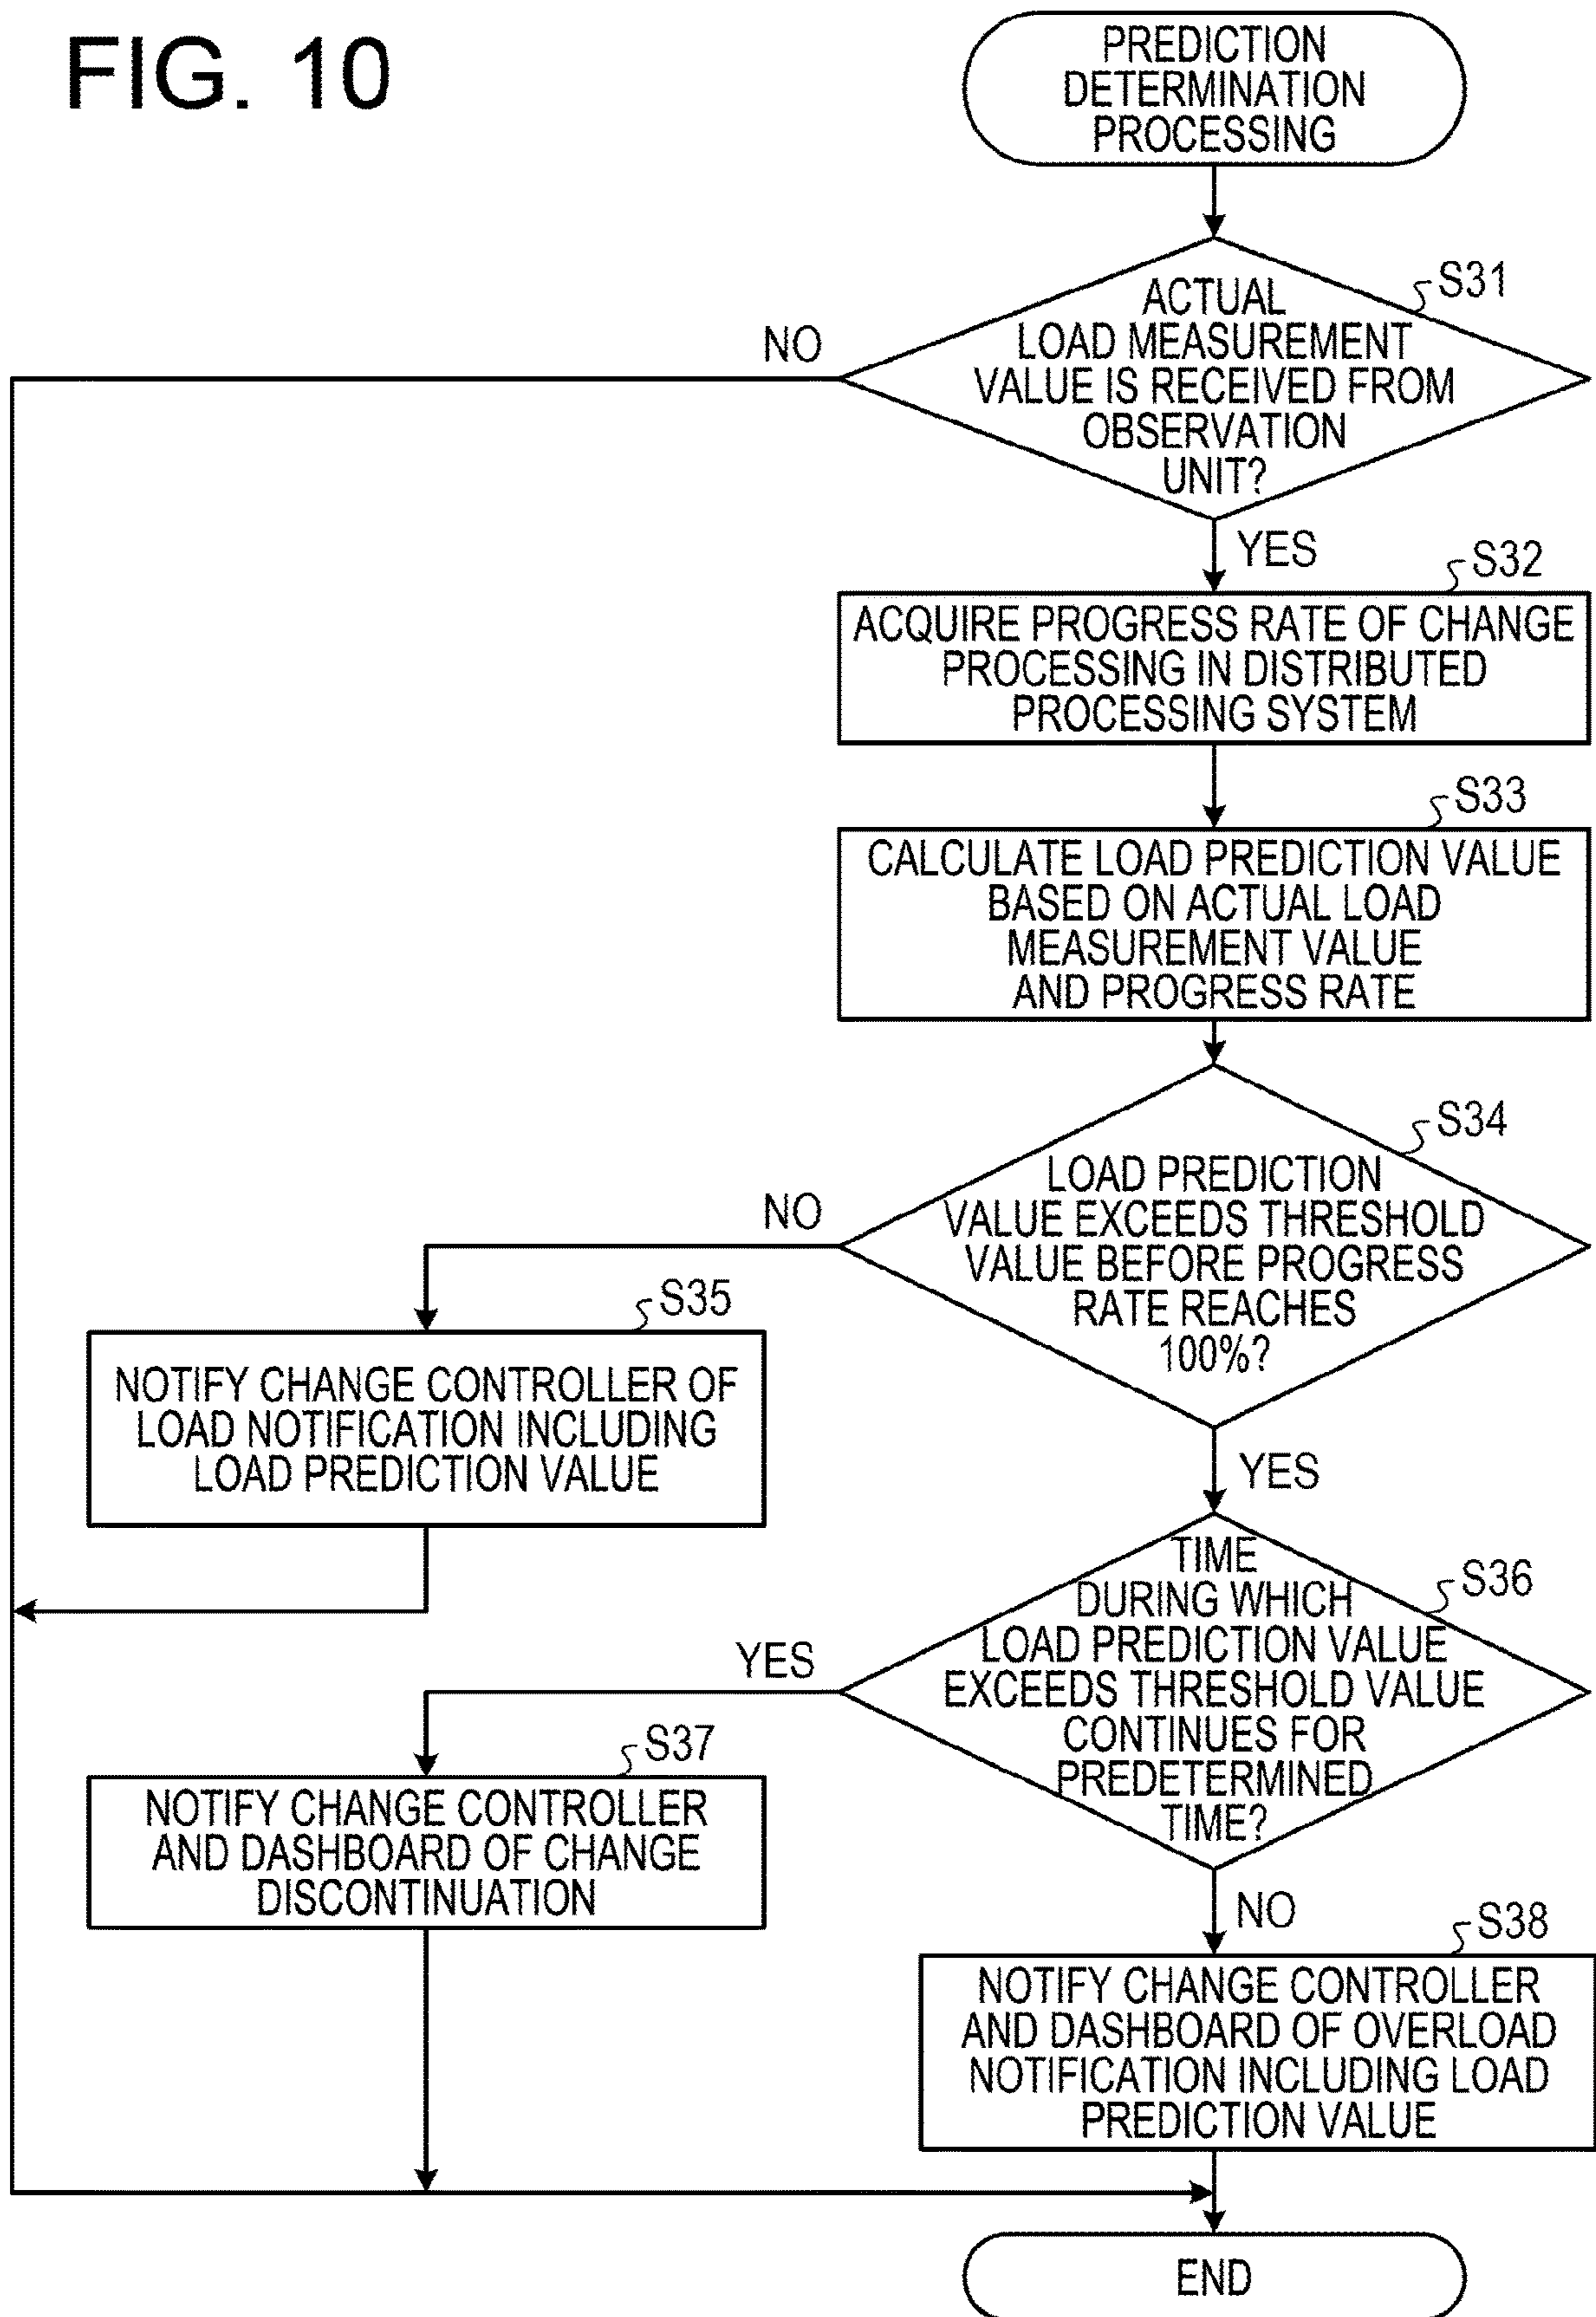 FIG. 10
PREDICTION
DETERMINATION
PROCESSING
S31
ACTUAL
LOAD MEASUREMENT
VALUE IS RECEIVED FROM
OBSERVATION
UNIT?
NO
YES
S32
ACQUIRE PROGRESS RATE OF CHANGE
PROCESSING IN DISTRIBUTED
PROCESSING SYSTEM
S33
CALCULATE LOAD PREDICTION VALUE
BASED ON ACTUAL LOAD
MEASUREMENT VALUE
AND PROGRESS RATE
S34
LOAD PREDICTION
VALUE EXCEEDS THRESHOLD
VALUE BEFORE PROGRESS
RATE REACHES
100%?
NO
S35
NOTIFY CHANGE CONTROLLER OF
LOAD NOTIFICATION INCLUDING
LOAD PREDICTION VALUE
YES
S36
TIME
DURING WHICH
LOAD PREDICTION VALUE
EXCEEDS THRESHOLD VALUE
CONTINUES FOR
PREDETERMINED
TIME?
YES
S37
NOTIFY CHANGE CONTROLLER
AND DASHBOARD OF CHANGE
DISCONTINUATION
NO
S38
NOTIFY CHANGE CONTROLLER
AND DASHBOARD OF OVERLOAD
NOTIFICATION INCLUDING LOAD
PREDICTION VALUE
END